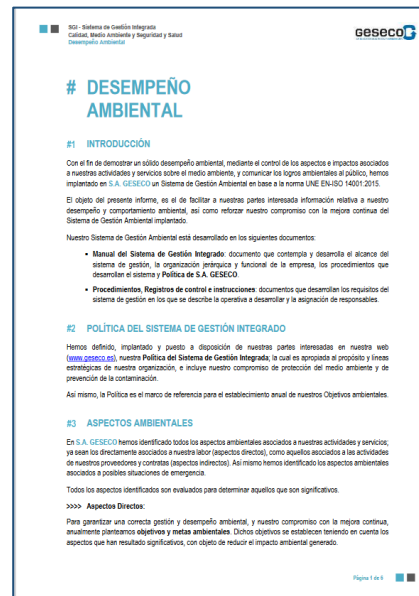 SGI - Sistema de Gestión Integrada
Calidad, Medio Ambiente y Seguridad y Salud
Desempeño Ambiental
GESECO
# DESEMPEÑO
AMBIENTAL
#1 INTRODUCCIÓN
Con el fin de demostrar un sólido desempeño ambiental, mediante el control de los aspectos e impactos asociados
a nuestras actividades y servicios sobre el medio ambiente, y comunicar los logros ambientales al público, hemos
implantado en S.A. GESECO un Sistema de Gestión Ambiental en base a la norma UNE EN-ISO 14001:2015.
El objeto del presente informe, es el de facilitar a nuestras partes interesadas información relativa a nuestro
desempeño y comportamiento ambiental, así como reforzar nuestro compromiso con la mejora continua del
Sistema de Gestión Ambiental implantado.
Nuestro Sistema de Gestión Ambiental está desarrollado en los siguientes documentos:
• Manual del Sistema de Gestión Integrado: documento que contempla y desarrolla el alcance del
sistema de gestión, la organización jerárquica y funcional de la empresa, los procedimientos que
desarrollan el sistema y Política de S.A. GESECO.
• Procedimientos, Registros de control e instrucciones: documentos que desarrollan los requisitos del
sistema de gestión en los que se describe la operativa a desarrollar y la asignación de responsables.
#2 POLÍTICA DEL SISTEMA DE GESTIÓN INTEGRADO
Hemos definido, implantado y puesto a disposición de nuestras partes interesadas en nuestra web
(www.geseco.es), nuestra Política del Sistema de Gestión Integrada; la cual es apropiada al propósito y líneas
estratégicas de nuestra organización, e incluye nuestro compromiso de protección del medio ambiente y de
prevención de la contaminación.
Así mismo, la Política es el marco de referencia para el establecimiento anual de nuestros Objetivos ambientales.
#3 ASPECTOS AMBIENTALES
En S.A. GESECO hemos identificado todos los aspectos ambientales asociados a nuestras actividades y servicios;
ya sean los directamente asociados a nuestra labor (aspectos directos), como aquellos asociados a las actividades
de nuestros proveedores y contratas (aspectos indirectos). Así mismo hemos identificado los aspectos ambientales
asociados a posibles situaciones de emergencia.
Todos los aspectos identificados son evaluados para determinar aquellos que son significativos.
>>>> Aspectos Directos:
Para garantizar una correcta gestión y desempeño ambiental, y nuestro compromiso con la mejora continua,
anualmente planteamos objetivos y metas ambientales. Dichos objetivos se establecen teniendo en cuenta los
aspectos que han resultado significativos, con objeto de reducir el impacto ambiental generado.
Página 1 de 6